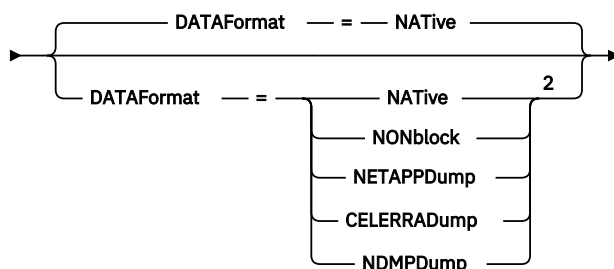 DATAFormat = NATive
DATAFormat = NATive 2
NONblock
NETAPPDump
CELERRADump
NDMPDump